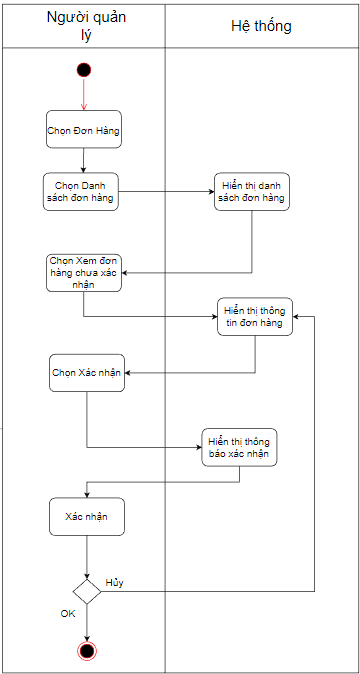 Người quản
lý
Hệ thống
Chọn Đơn Hàng
Chọn Danh
sách đơn hàng
Hiển thị danh
sách đơn hàng
Chọn Xem đơn
hàng chưa xác
nhận
Hiển thị thông
tin đơn hàng
Chọn Xác nhận
Hiển thị thông
báo xác nhận
Xác nhận
Hủy
OK